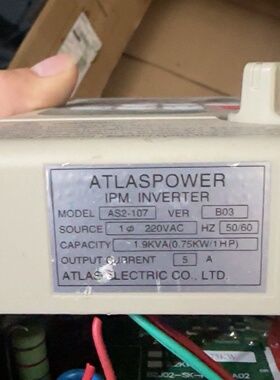 ATLASPOWER
IPM INVERTER
MODEL AS2-107 VER B03
SOURCE 1ϕ 220VAC HZ 50/60
CAPACITY 1.9KVA(0.75KW/1HP)
OUTPUT CURRENT 5 A
ATLAS ELECTRIC CO., LTD.